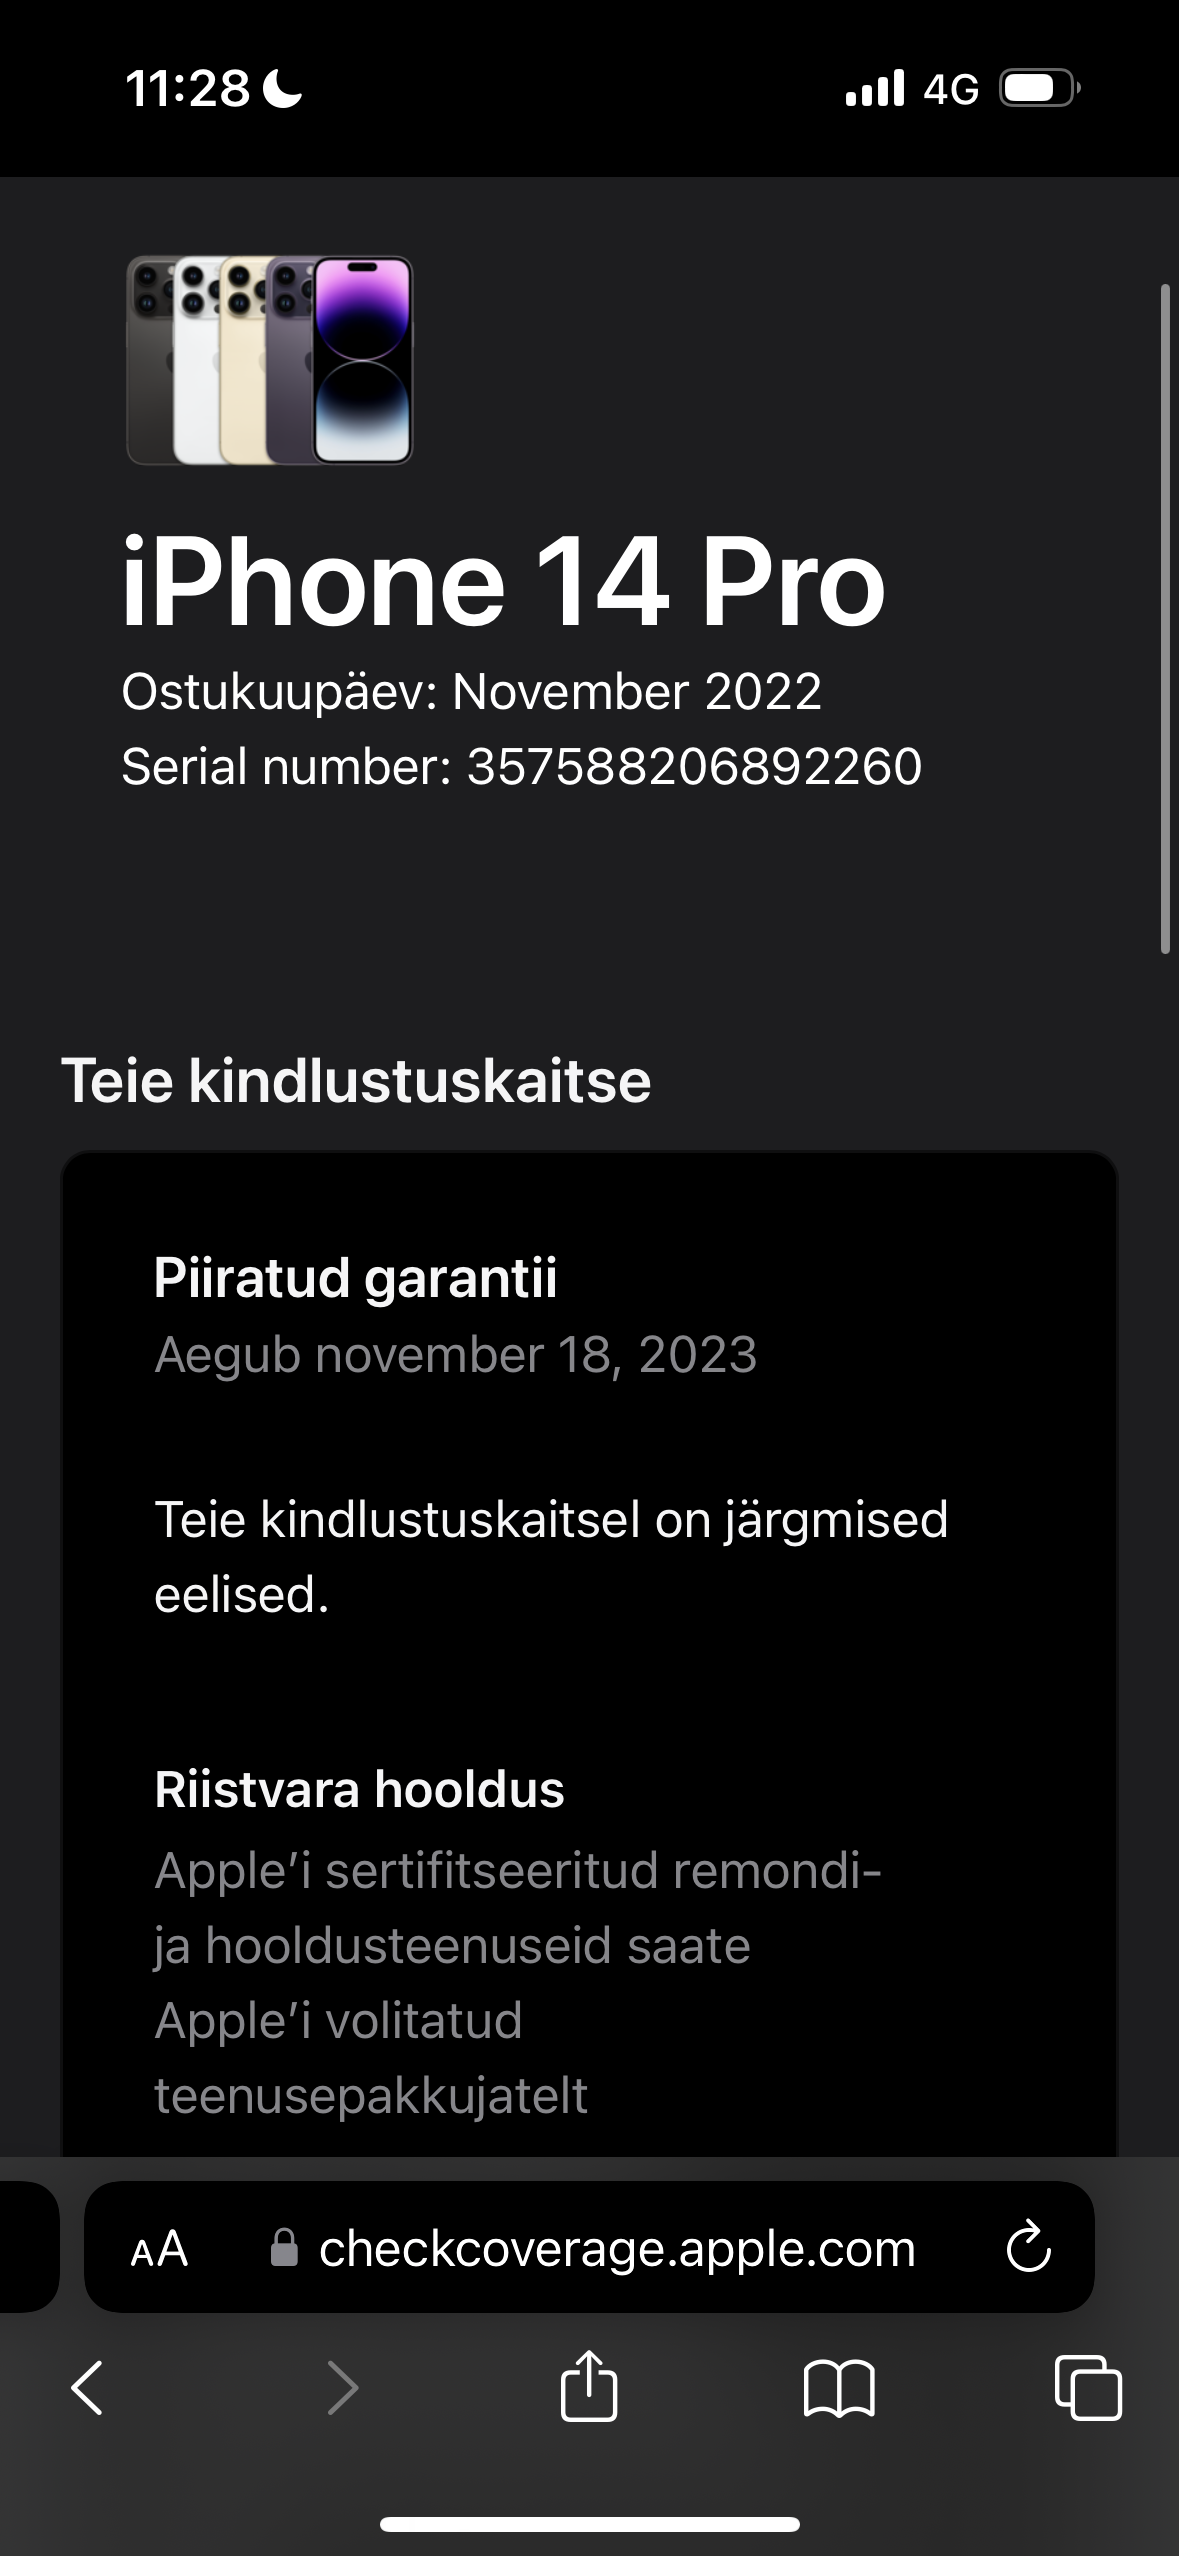 11:28
4G
iPhone 14 Pro
Ostukuupäev: November 2022
Serial number: 357588206892260
Teie kindlustuskaitse
Piiratud garantii
Aegub november 18, 2023
Teie kindlustuskaitsel on järgmised
eelised.
Riistvara hooldus
Apple’i sertifitseeritud remondi-
ja hooldusteenuseid saate
Apple’i volitatud
teenusepakkujatelt
AA checkcoverage.apple.com